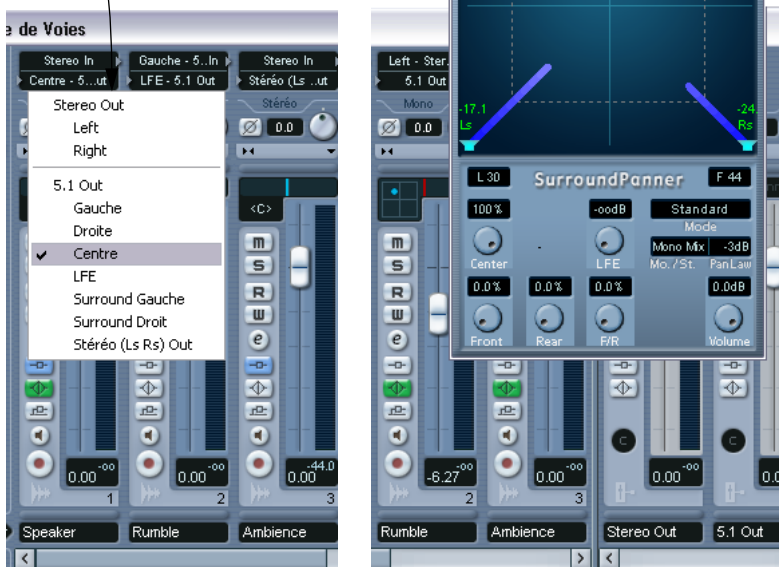 e de Voies
Stereo In
Gauche - 5..In
Stereo In
Centre - 5...ut
LFE - 5.1 Out
Stéréo (Ls ..ut
Stéréo
0.0
Stereo Out
Left
Right
5.1 Out
Gauche
Droite
Centre
LFE
Surround Gauche
Surround Droit
Stéréo (Ls Rs) Out
<C>
m
S
R
W
e
0.00
-oo
0.00
-oo
0.00
-44.0
1
2
3
Speaker
Rumble
Ambience
Left - Ster.
5.1 Out
Mono
0.0
m
S
R
W
e
-17.1
Ls
-24.
Rs
L 30
SurroundPanner
F 44
100 %
-oodB
Standard
Mode
Mono Mix
-3dB
Center
LFE
Mo./St.
PanLaw
0.0 %
0.0 %
0.0 %
0.0dB
Front
Rear
F/R
Volume
C
C
-6.27
-oo
0.00
-oo
0.00
-oo
0.0
2
3
Rumble
Ambience
Stereo Out
5.1 Out